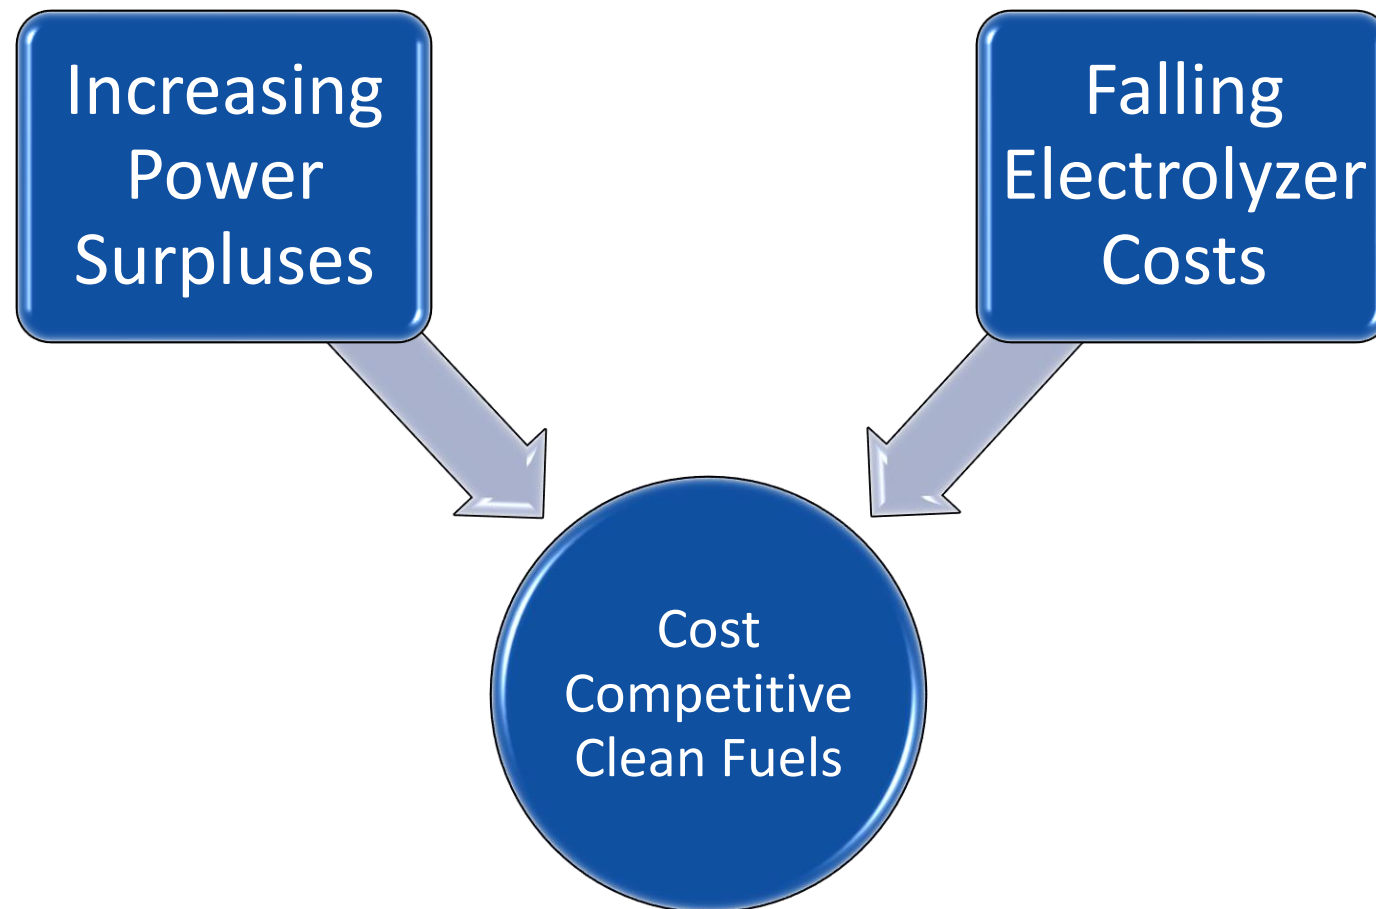 Increasing
Power
Surpluses
Falling
Electrolyzer
Costs
Cost
Competitive
Clean Fuels